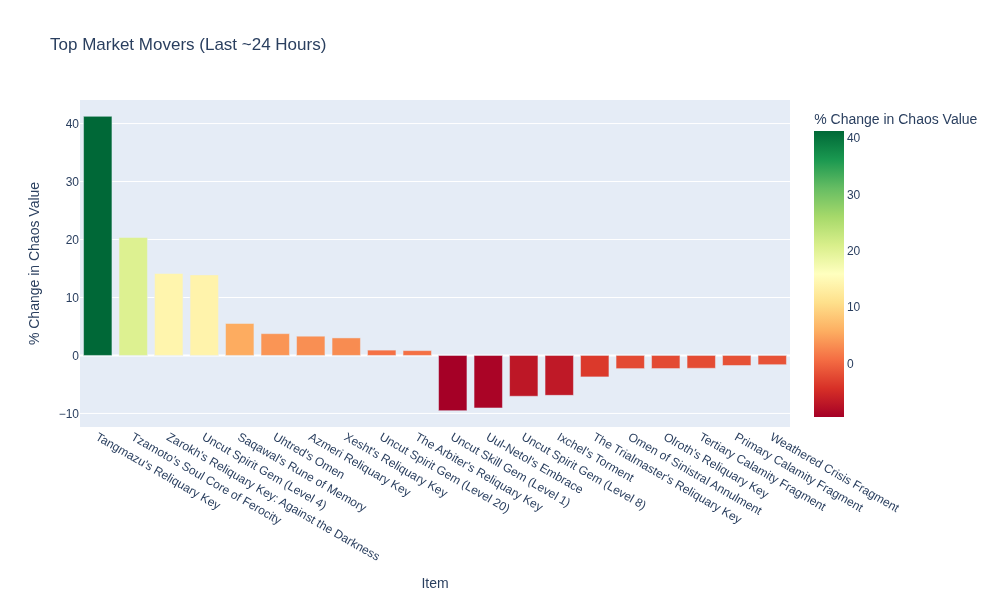 Top Market Movers (Last ~24 Hours)
% Change in Chaos Value
40
30
20
10
0
−10
Tangmazu's Reliquary Key
Tzamoto's Soul Core of Ferocity
Zarokh's Reliquary Key: Against the Darkness
Uncut Spirit Gem (Level 4)
Saqawal's Rune of Memory
Uhtred's Omen
Azmeri Reliquary Key
Xesht's Reliquary Key
Uncut Spirit Gem (Level 20)
The Arbiter's Reliquary Key
Uncut Skill Gem (Level 1)
Uul-Netol's Embrace
Uncut Spirit Gem (Level 8)
Ixchel's Torment
The Trialmaster's Reliquary Key
Omen of Sinistral Annulment
Olroth's Reliquary Key
Tertiary Calamity Fragment
Primary Calamity Fragment
Weathered Crisis Fragment
Item
% Change in Chaos Value
40
30
20
10
0